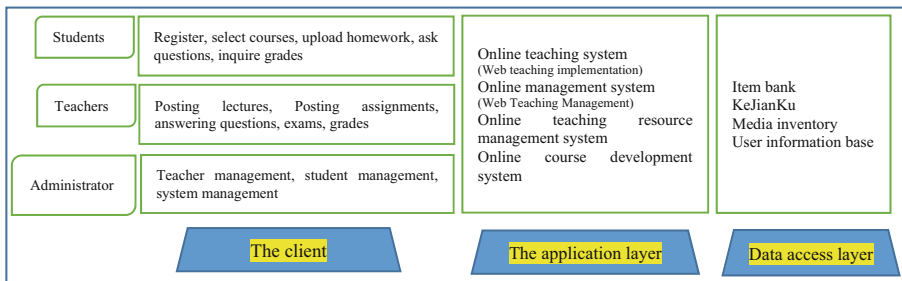 Students
Register, select courses, upload homework, ask
questions, inquire grades
Teachers
Posting lectures, Posting assignments,
answering questions, exams, grades
Administrator
Teacher management, student management,
system management
Online teaching system
(Web teaching implementation)
Online management system
(Web Teaching Management)
Online teaching resource
management system
Online course development
system
Item bank
KeJianKu
Media inventory
User information base
The client
The application layer
Data access layer